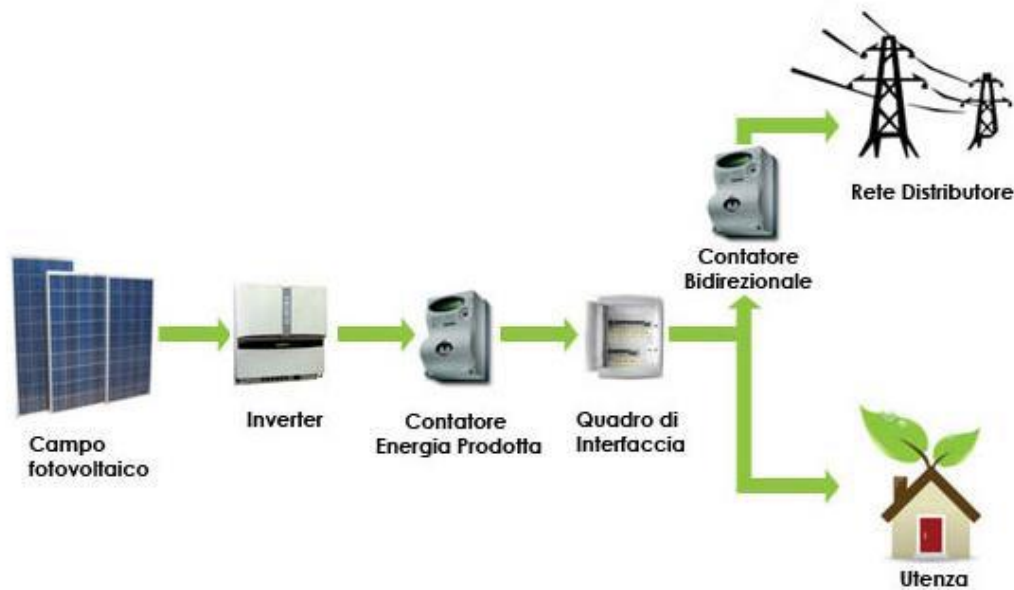 Rete Distributore
Contatore
Bidirezionale
Campo
fotovoltaico
Inverter
Contatore
Energia Prodotta
Quadro di
Interfaccia
Utenza